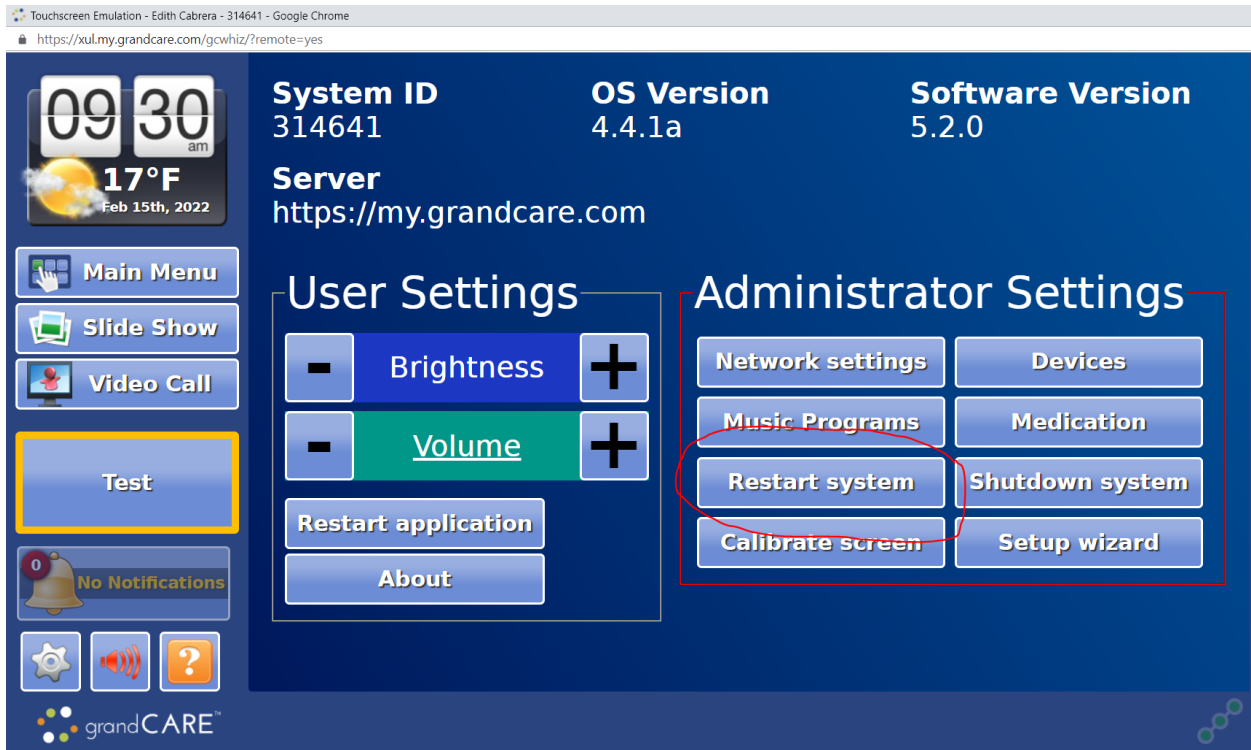 Touchscreen Emulation - Edith Cabrera - 314641 - Google Chrome
https://xul.my.grandcare.com/gcwhiz/?remote=yes
09 30
am
17°F
Feb 15th, 2022
Main Menu
Slide Show
Video Call
Test
0
No Notifications
?
grandCARE™
System ID
314641
OS Version
4.4.1a
Software Version
5.2.0
Server
https://my.grandcare.com
User Settings
- Brightness +
- Volume +
Restart application
About
Administrator Settings
Network settings
Devices
Music Programs
Medication
Restart system
Shutdown system
Calibrate screen
Setup wizard